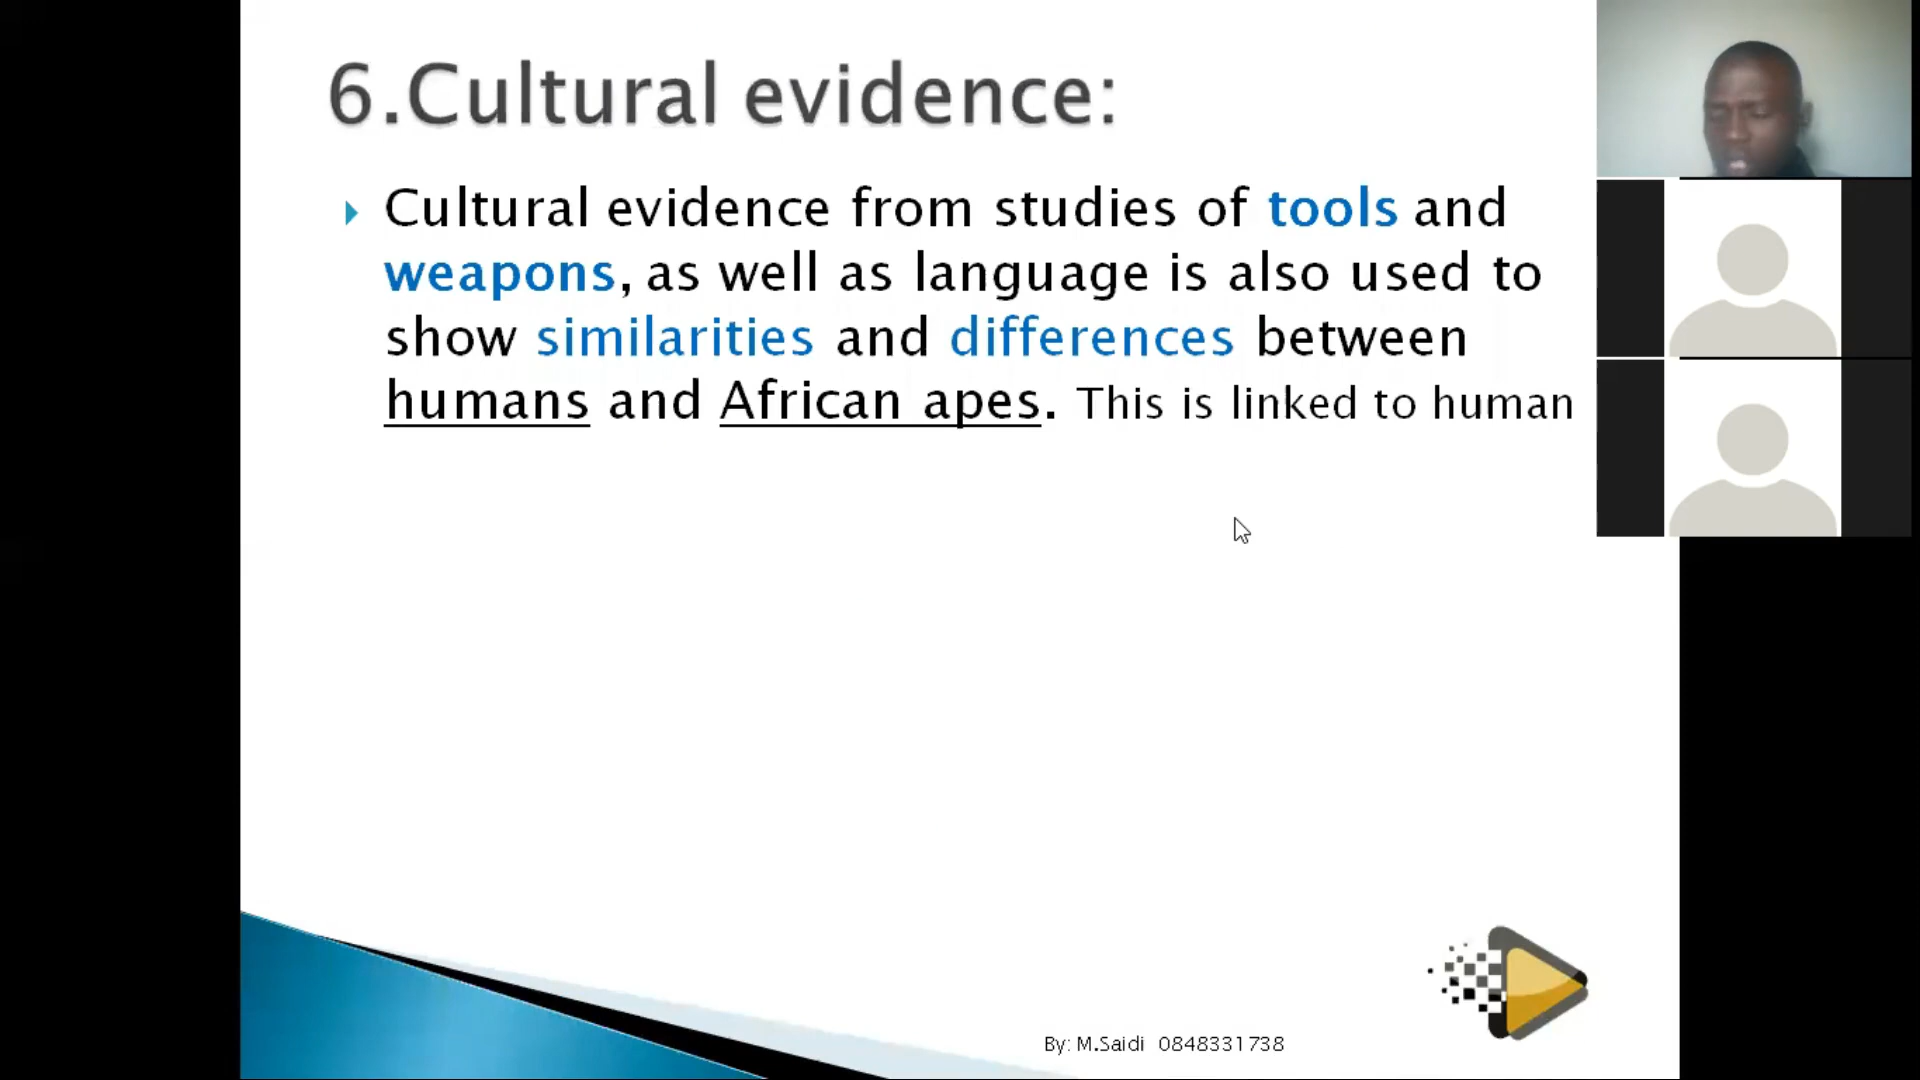 6.Cultural evidence:
Cultural evidence from studies of tools and
weapons, as well as language is also used to
show similarities and differences between
humans and African apes. This is linked to human
By: M.Saidi 0848331738